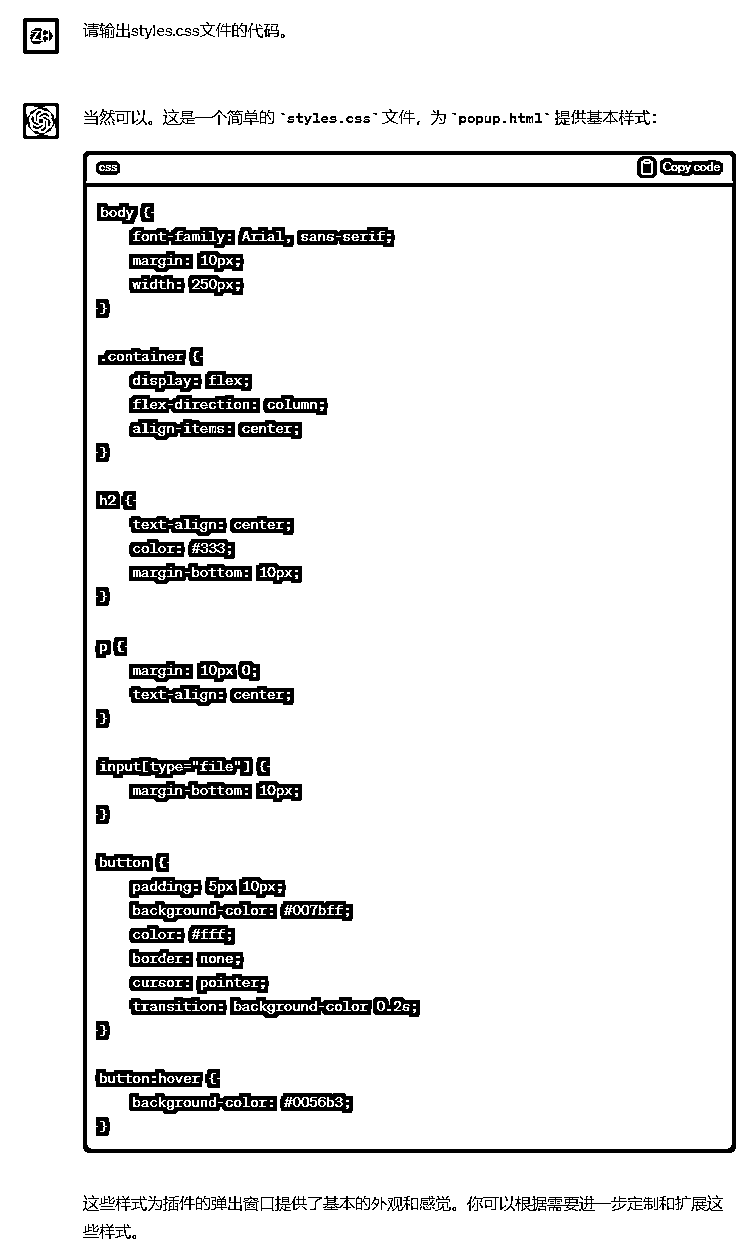 请输出styles.css文件的代码。
当然可以。这是一个简单的 `styles.css` 文件，为 `popup.html` 提供基本样式：
css Copy code
body {
    font-family: Arial, sans-serif;
    margin: 10px;
    width: 250px;
}
.container {
    display: flex;
    flex-direction: column;
    align-items: center;
}
h2 {
    text-align: center;
    color: #333;
    margin-bottom: 10px;
}
p {
    margin: 10px 0;
    text-align: center;
}
input[type="file"] {
    margin-bottom: 10px;
}
button {
    padding: 5px 10px;
    background-color: #007bff;
    color: #fff;
    border: none;
    cursor: pointer;
    transition: background-color 0.2s;
}
button:hover {
    background-color: #0056b3;
}
这些样式为插件的弹出窗口提供了基本的外观和感觉。你可以根据需要进一步定制和扩展这
些样式。